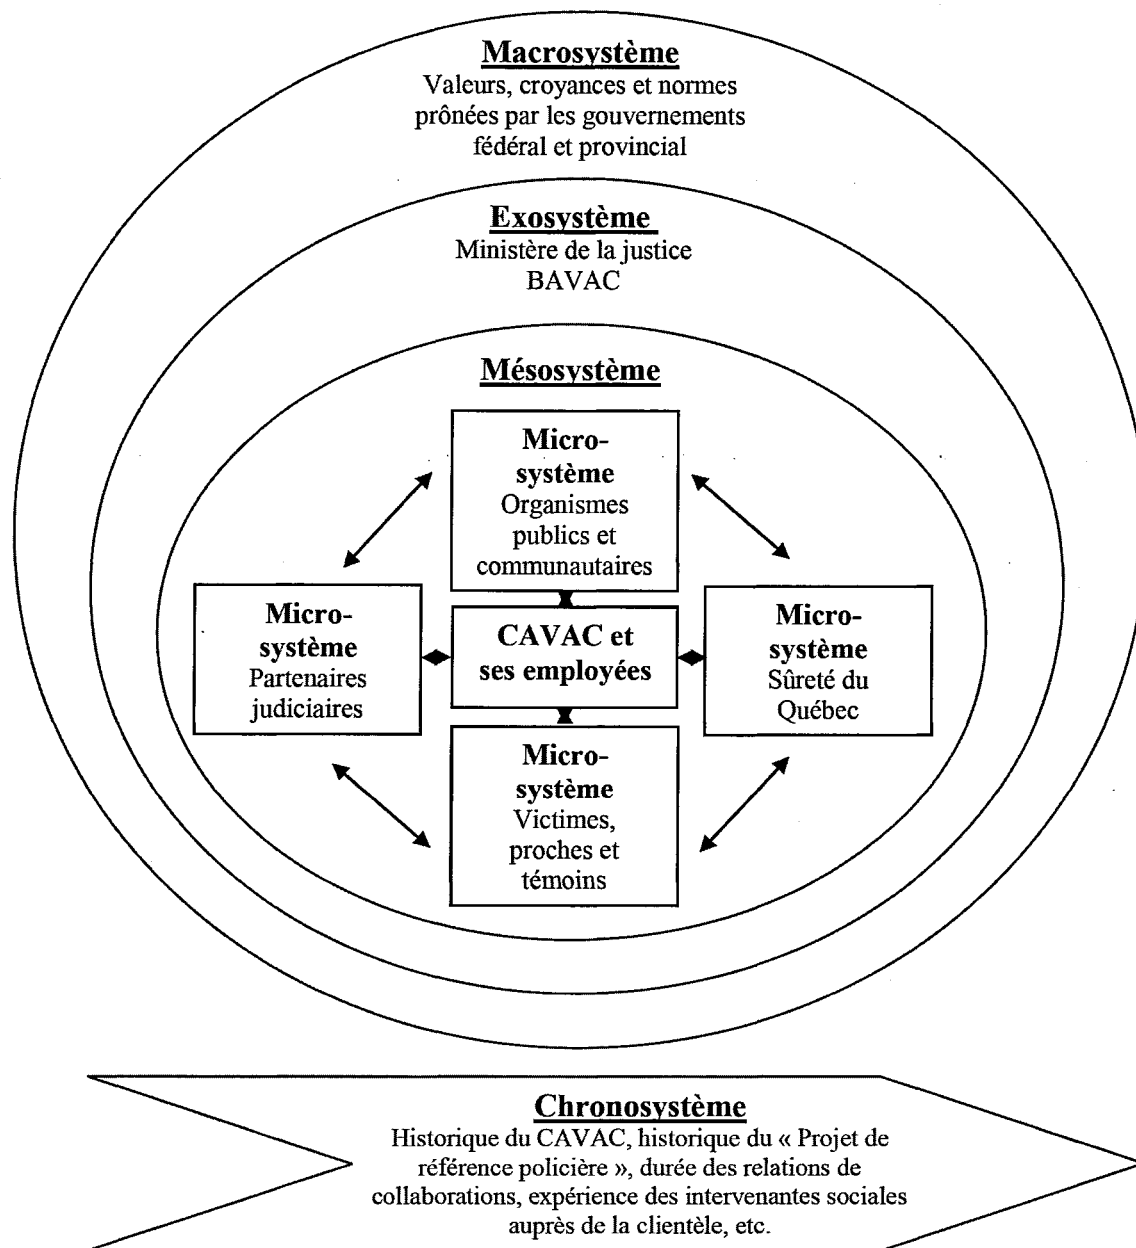 Macrosystème
Valeurs, croyances et normes
prônées par les gouvernements
fédéral et provincial
Exosystème
Ministère de la justice
BAVAC
Mésosystème
Micro-
système
Organismes
publics et
communautaires
Micro-
système
Partenaires
judiciaires
CAVAC et
ses employées
Micro-
système
Sûreté du
Québec
Micro-
système
Victimes,
proches et
témoins
Chronosystème
Historique du CAVAC, historique du « Projet de
référence policière », durée des relations de
collaborations, expérience des intervenantes sociales
auprès de la clientèle, etc.